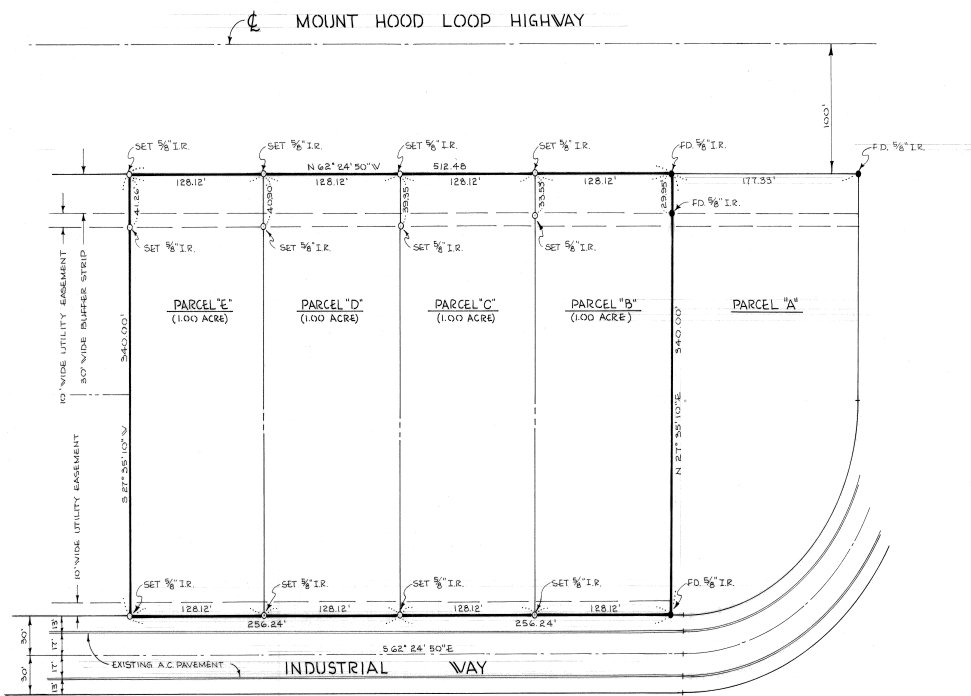 ℄ MOUNT HOOD LOOP HIGHWAY
100'
SET 5/8" I.R.
SET 5/8" I.R.
SET 5/8" I.R.
SET 5/8" I.R.
FD. 5/8" I.R.
FD. 5/8" I.R.
N 62° 24' 50" W 512.48
128.12'
128.12'
128.12'
128.12'
177.33'
41.26'
40.90'
39.35'
33.53'
29.95'
FD. 5/8" I.R.
SET 5/8" I.R.
SET 5/8" I.R.
SET 5/8" I.R.
SET 5/8" I.R.
10' WIDE UTILITY EASEMENT
30' WIDE BUFFER STRIP
PARCEL "E"
(1.00 ACRE)
PARCEL "D"
(1.00 ACRE)
PARCEL "C"
(1.00 ACRE)
PARCEL "B"
(1.00 ACRE)
PARCEL "A"
S 27° 35' 10" W 340.00'
N 27° 35' 10" E 340.00'
10' WIDE UTILITY EASEMENT
SET 5/8" I.R.
SET 5/8" I.R.
SET 5/8" I.R.
SET 5/8" I.R.
FD. 5/8" I.R.
128.12'
128.12'
128.12'
128.12'
256.24'
256.24'
30'
13'
17'
S 62° 24' 50" E
30'
17'
13'
EXISTING A.C. PAVEMENT
INDUSTRIAL WAY